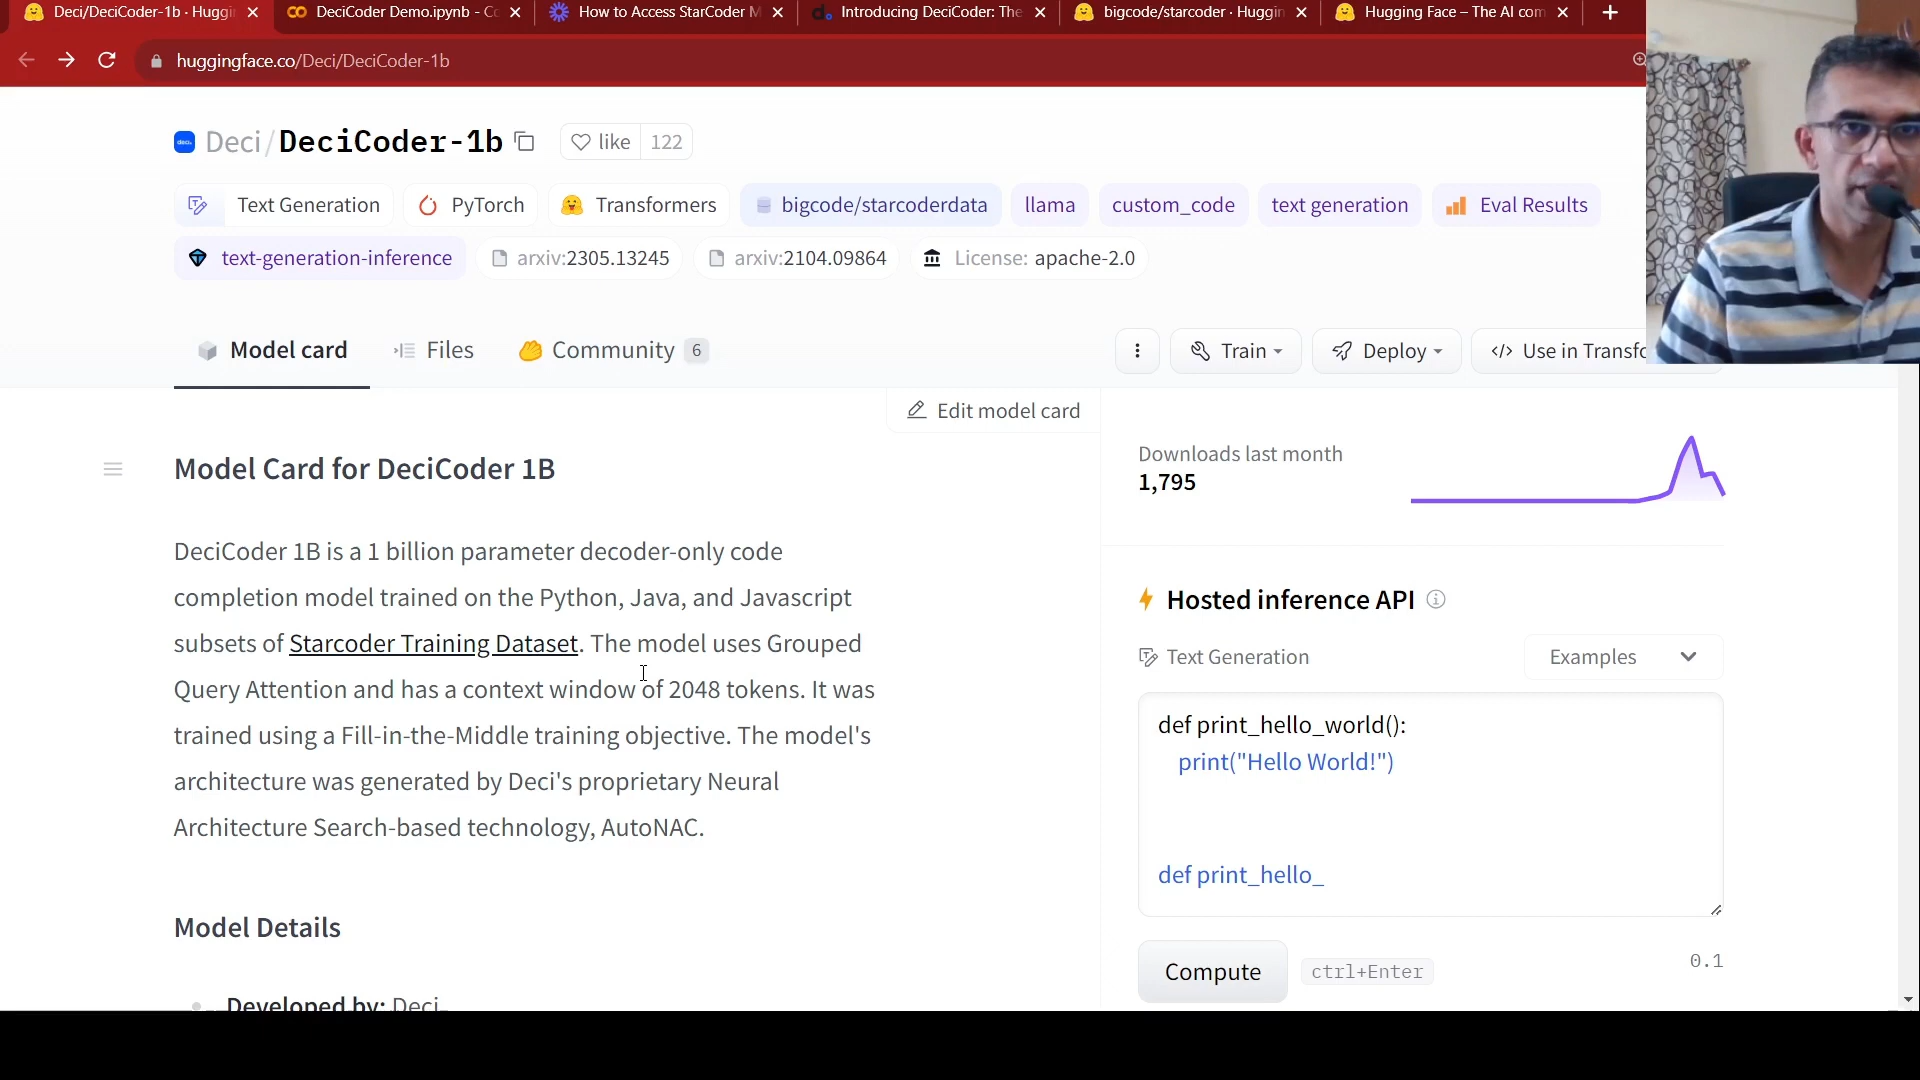 Deci/DeciCoder-1b · Huggi
DeciCoder Demo.ipynb - Co
How to Access StarCoder M
Introducing DeciCoder: The
bigcode/starcoder · Huggin
Hugging Face – The AI com
huggingface.co/Deci/DeciCoder-1b
Deci/DeciCoder-1b
like 122
Text Generation
PyTorch
Transformers
bigcode/starcoderdata
llama
custom_code
text generation
Eval Results
text-generation-inference
arxiv:2305.13245
arxiv:2104.09864
License: apache-2.0
Model card
Files
Community 6
Train
Deploy
</> Use in Transfo
Edit model card
Model Card for DeciCoder 1B
DeciCoder 1B is a 1 billion parameter decoder-only code
completion model trained on the Python, Java, and Javascript
subsets of Starcoder Training Dataset. The model uses Grouped
Query Attention and has a context window of 2048 tokens. It was
trained using a Fill-in-the-Middle training objective. The model's
architecture was generated by Deci's proprietary Neural
Architecture Search-based technology, AutoNAC.
Model Details
Developed by: Deci
Downloads last month
1,795
Hosted inference API
Text Generation
Examples
def print_hello_world():
print("Hello World!")
def print_hello_
Compute
ctrl+Enter
0.1